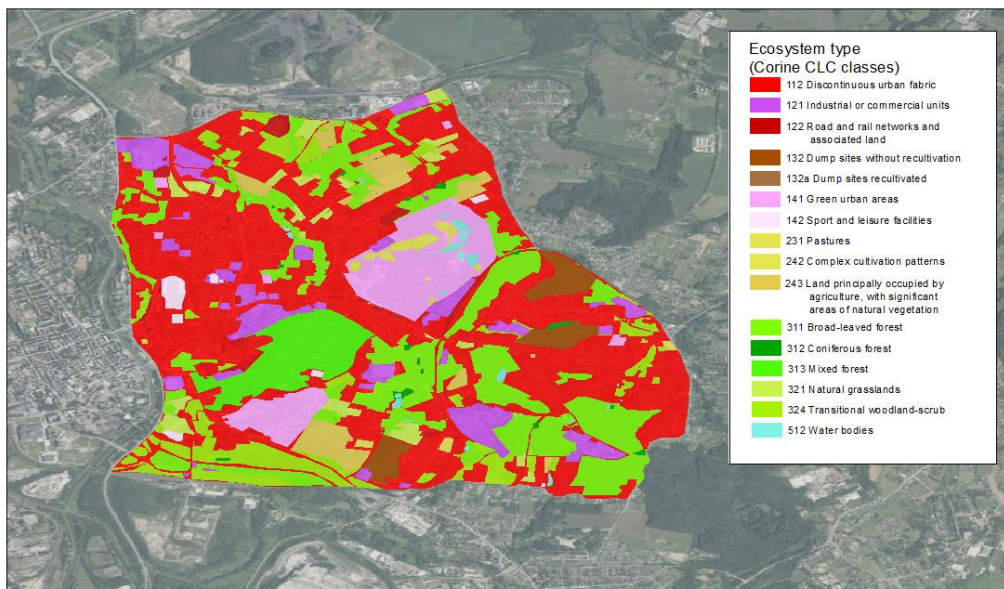 Ecosystem type
(Corine CLC classes)
112 Discontinuous urban fabric
121 Industrial or commercial units
122 Road and rail networks and
associated land
132 Dump sites without recultivation
132a Dump sites recultivated
141 Green urban areas
142 Sport and leisure facilities
231 Pastures
242 Complex cultivation patterns
243 Land principally occupied by
agriculture, with significant
areas of natural vegetation
311 Broad-leaved forest
312 Coniferous forest
313 Mixed forest
321 Natural grasslands
324 Transitional woodland-scrub
512 Water bodies